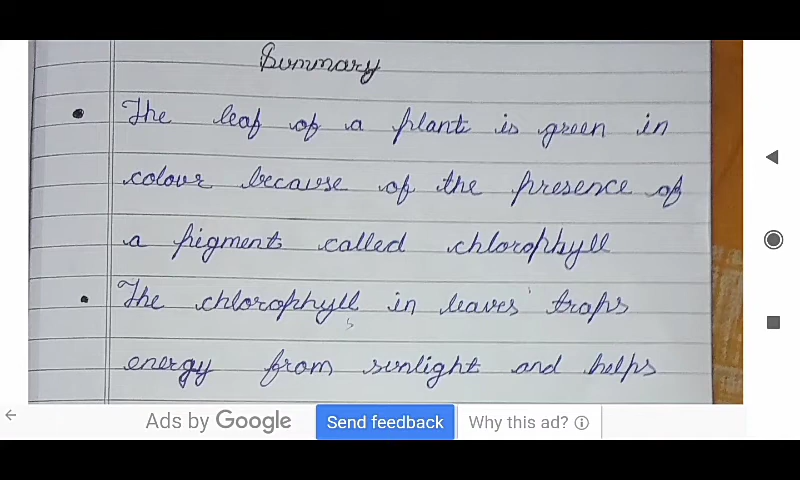 Summary
• The leaf of a plant is green in
colour because of the presence of
a pigment called chlorophyll
• The chlorophyll in leaves traps
energy from sunlight and helps
Ads by Google
Send feedback
Why this ad?